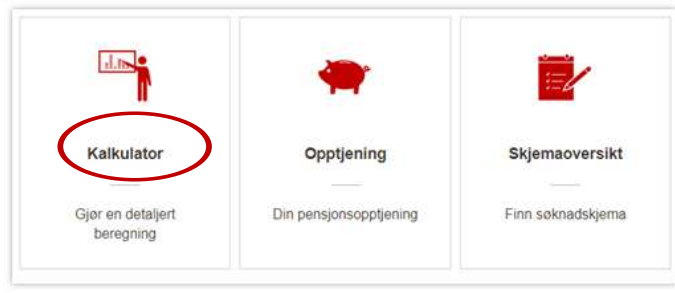 Kalkulator
Gjør en detaljert
beregning
Opptjening
Din pensjonsopptjening
Skjemaoversikt
Finn søknadskjema